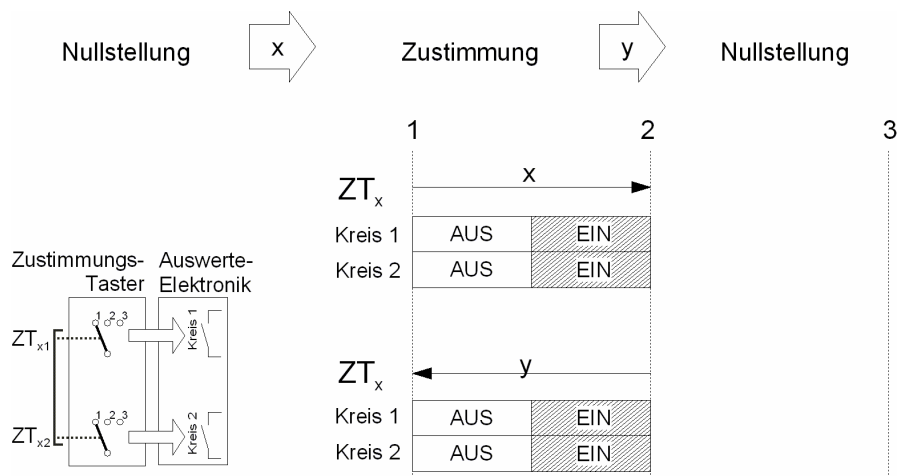 Nullstellung x Zustimmung y Nullstellung
1 2 3
ZTx x
Kreis 1 AUS EIN
Kreis 2 AUS EIN
Zustimmungs-
Taster
Auswerte-
Elektronik
ZTx1
1 2 3
Kreis 1
ZTx2
1 2 3
Kreis 2
ZTx y
Kreis 1 AUS EIN
Kreis 2 AUS EIN